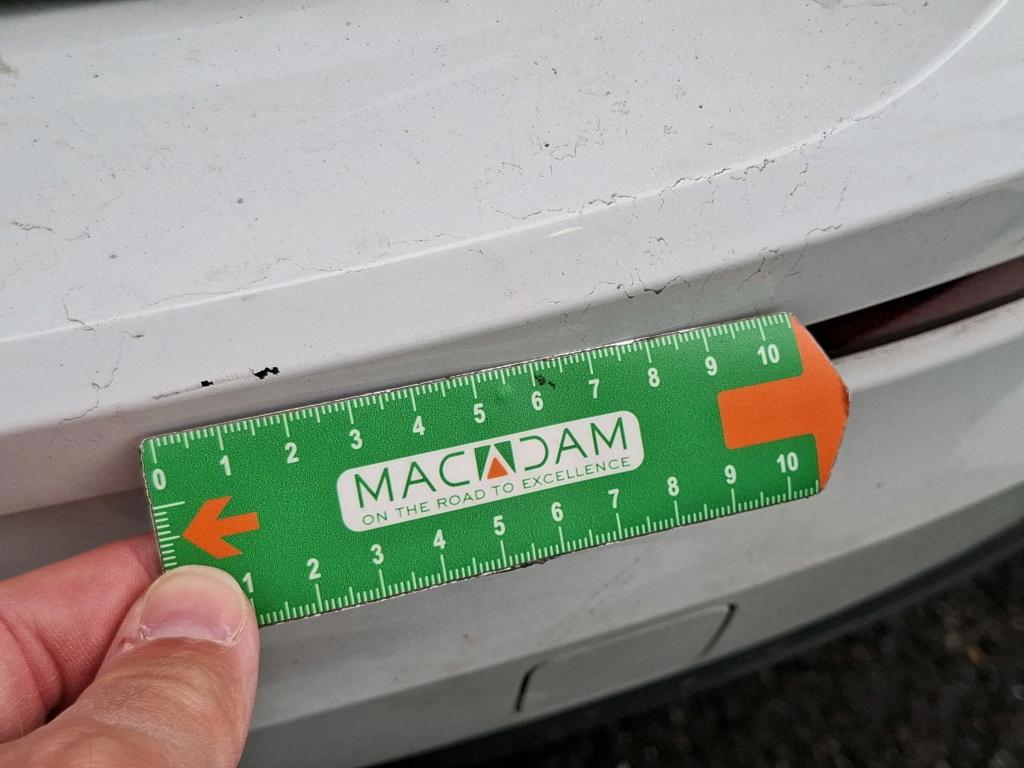 0 1 2 3 4 5 6 7 8 9 10
MACADAM
ON THE ROAD TO EXCELLENCE
1 2 3 4 5 6 7 8 9 10